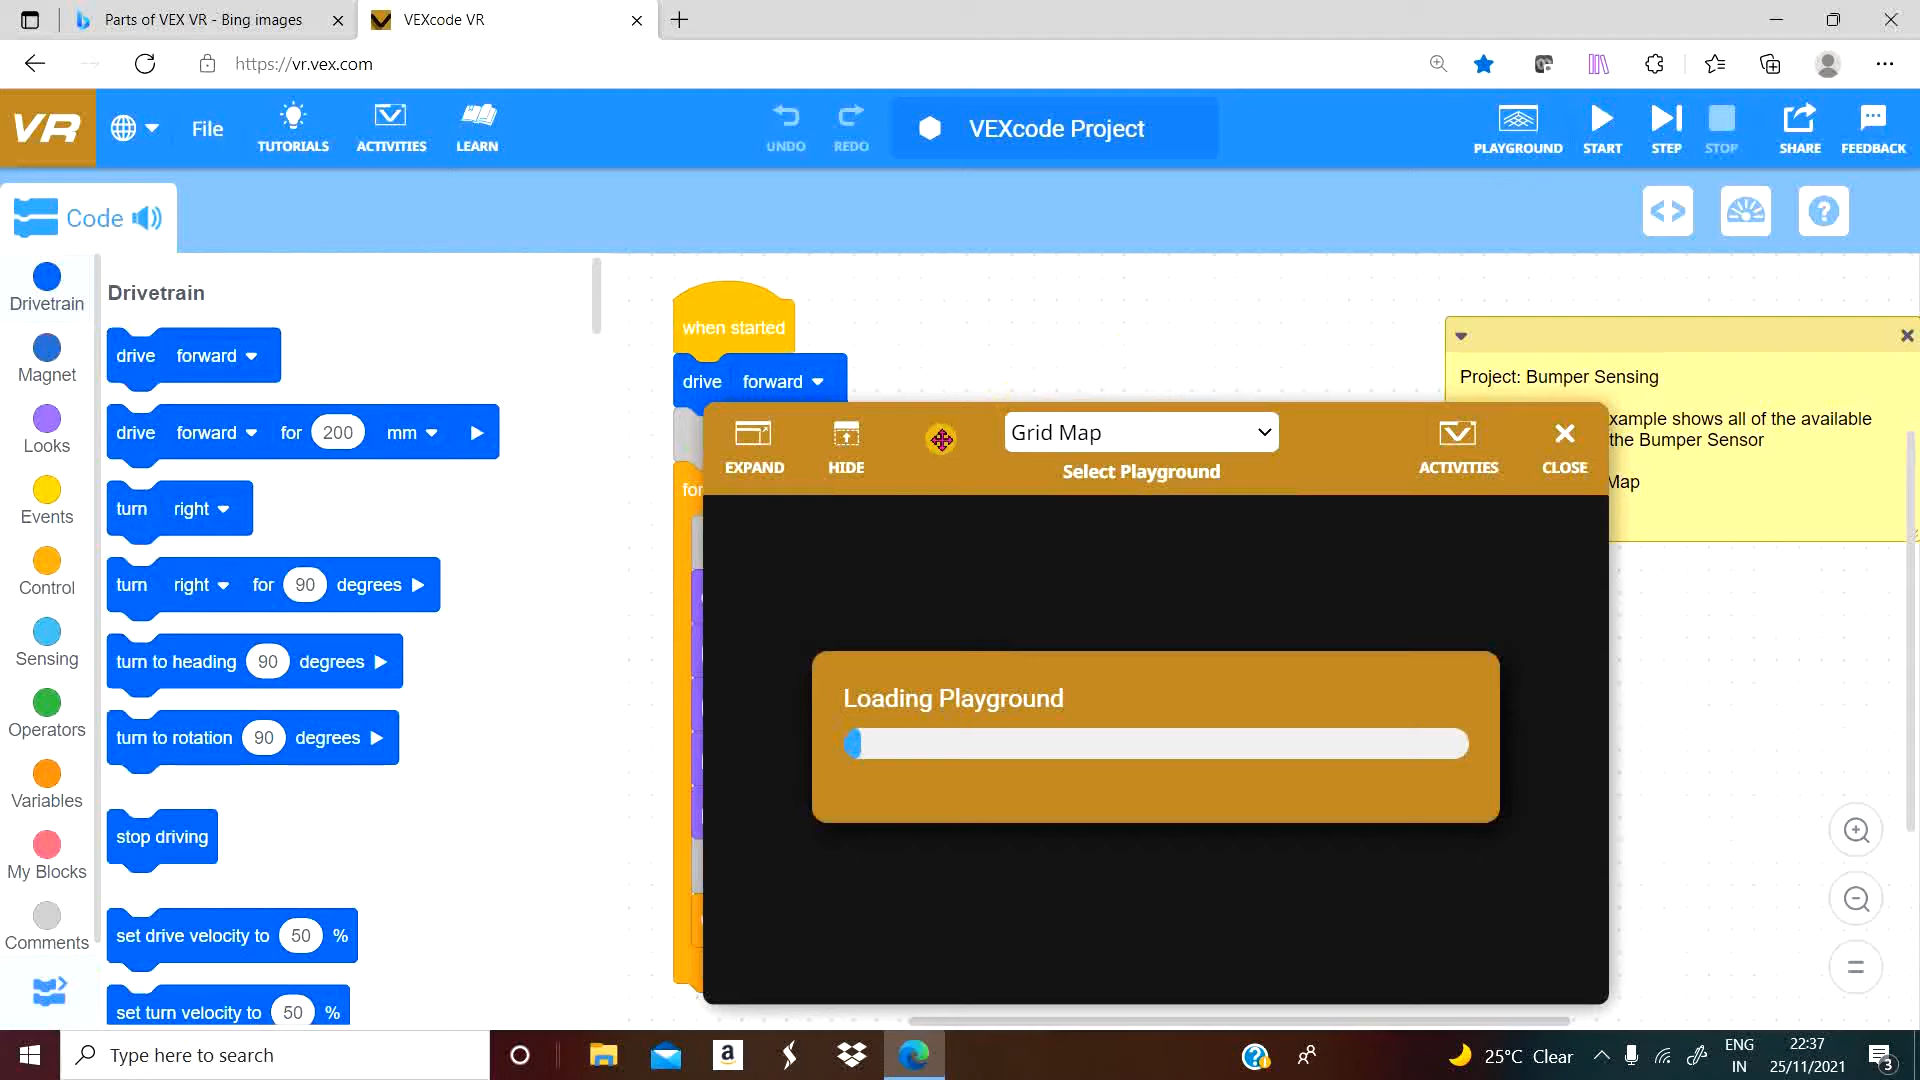 Parts of VEX VR - Bing images
VEXcode VR
https://vr.vex.com
VR
File
TUTORIALS
ACTIVITIES
LEARN
UNDO
REDO
VEXcode Project
PLAYGROUND
START
STEP
STOP
SHARE
FEEDBACK
Code
Drivetrain
Magnet
Looks
Events
Control
Sensing
Operators
Variables
My Blocks
Comments
Drivetrain
drive forward
drive forward for 200 mm
turn right
turn right for 90 degrees
turn to heading 90 degrees
turn to rotation 90 degrees
stop driving
set drive velocity to 50 %
set turn velocity to 50 %
when started
drive forward
for
EXPAND
HIDE
Grid Map
Select Playground
ACTIVITIES
CLOSE
Loading Playground
Project: Bumper Sensing
xample shows all of the available
the Bumper Sensor
Map
Type here to search
25°C Clear
ENG
IN
22:37
25/11/2021
3